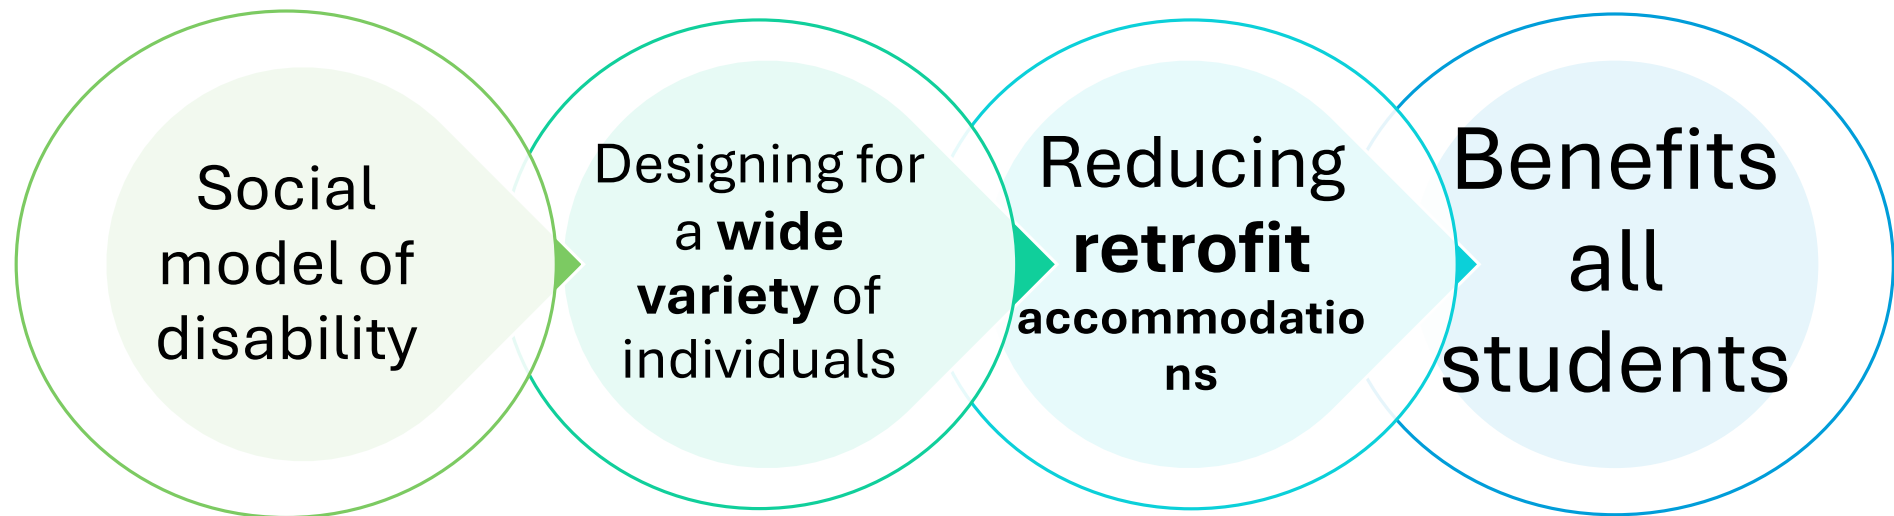 Social
model of
disability
Designing for
a wide
variety of
individuals
Reducing
retrofit
accommodatio
ns
Benefits
all
students